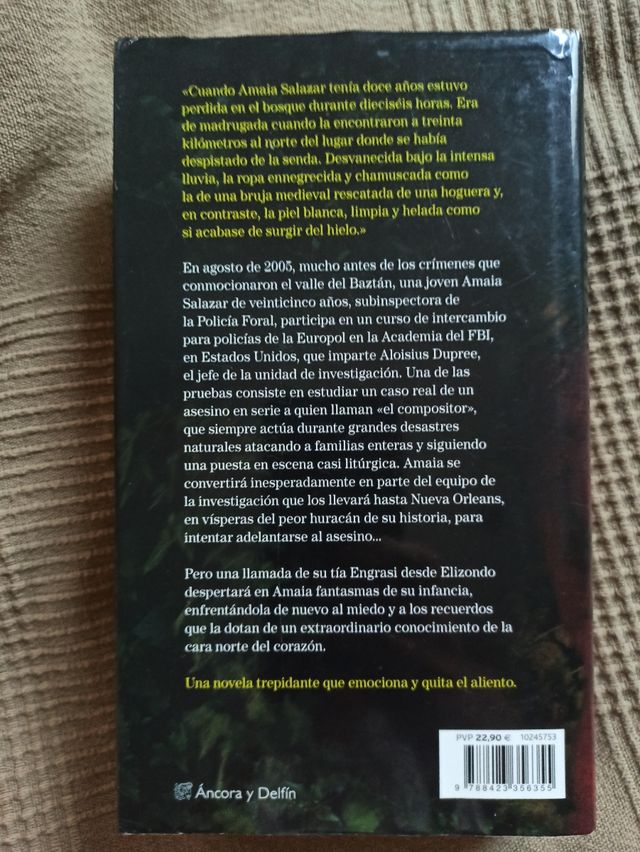 «Cuando Amaia Salazar tenía doce años estuvo
perdida en el bosque durante dieciséis horas. Era
de madrugada cuando la encontraron a treinta
kilómetros al norte del lugar donde se había
despistado de la senda. Desvanecida bajo la intensa
lluvia, la ropa ennegrecida y chamuscada como
la de una bruja medieval rescatada de una hoguera y,
en contraste, la piel blanca, limpia y helada como
si acabase de surgir del hielo.»
En agosto de 2005, mucho antes de los crímenes que
conmocionaron el valle del Baztán, una joven Amaia
Salazar de veinticinco años, subinspectora de
la Policía Foral, participa en un curso de intercambio
para policías de la Europol en la Academia del FBI,
en Estados Unidos, que imparte Aloisius Dupree,
el jefe de la unidad de investigación. Una de las
pruebas consiste en estudiar un caso real de un
asesino en serie a quien llaman «el compositor»,
que siempre actúa durante grandes desastres
naturales atacando a familias enteras y siguiendo
una puesta en escena casi litúrgica. Amaia se
convertirá inesperadamente en parte del equipo de
la investigación que los llevará hasta Nueva Orleans,
en vísperas del peor huracán de su historia, para
intentar adelantarse al asesino...
Pero una llamada de su tía Engrasi desde Elizondo
despertará en Amaia fantasmas de su infancia,
enfrentándola de nuevo al miedo y a los recuerdos
que la dotan de un extraordinario conocimiento de la
cara norte del corazón.
Una novela trepidante que emociona y quita el aliento.
PVP 22,90 € 10245753
9 788423 356355
Áncora y Delfín